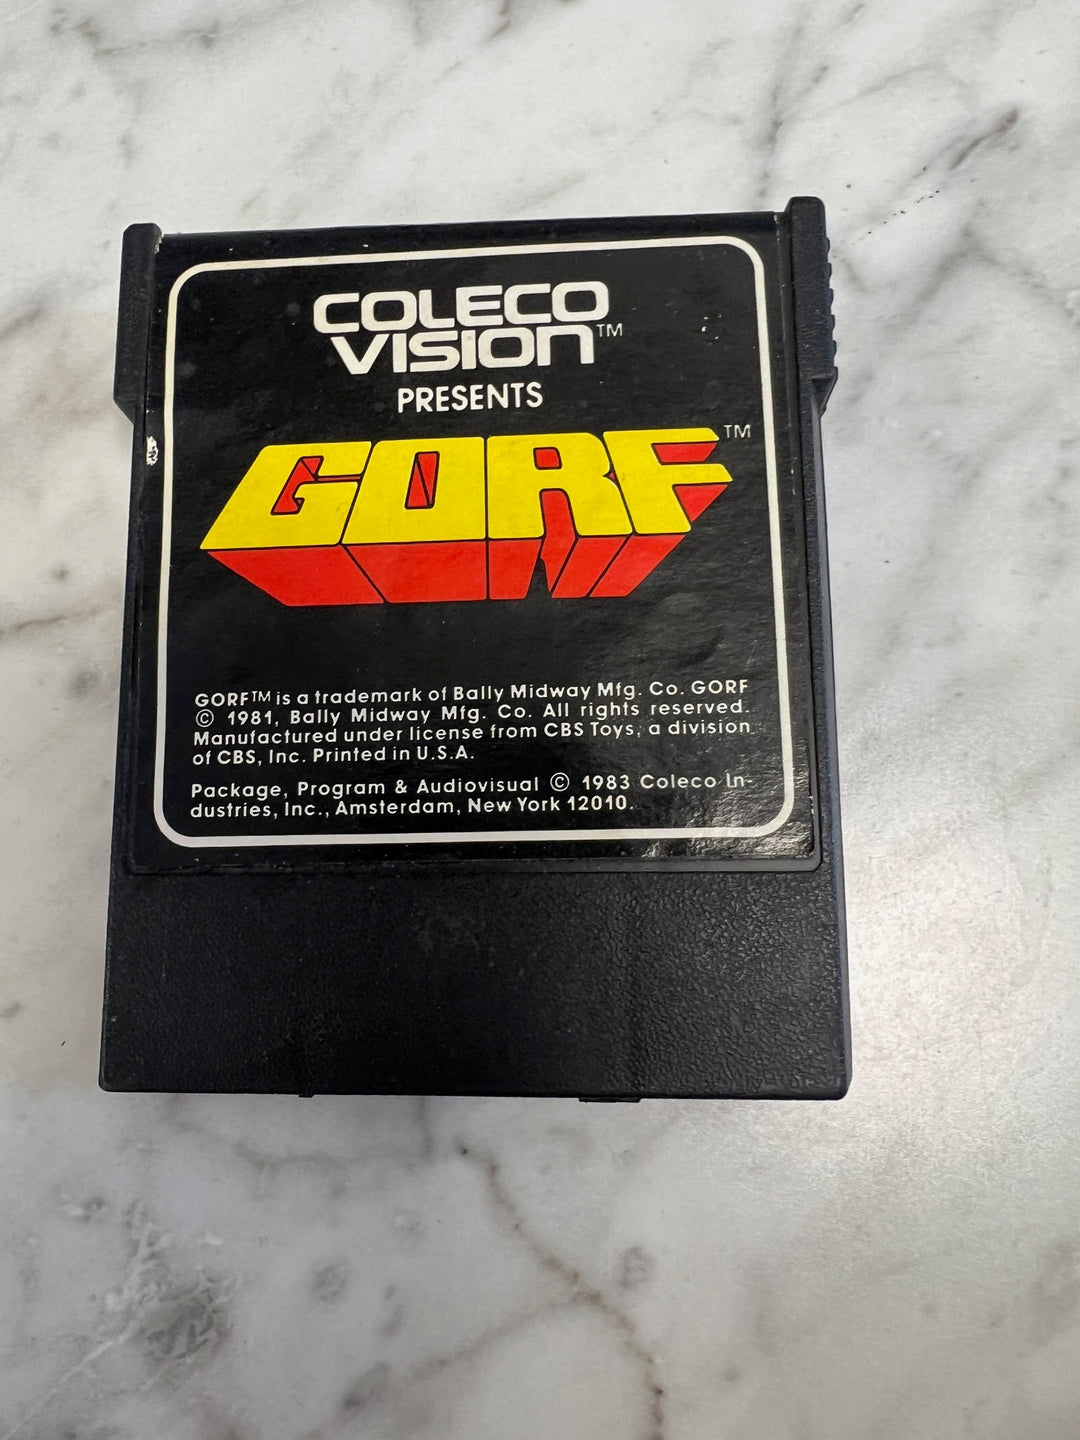 COLECO
VISION™
PRESENTS
GORF™
GORF™ is a trademark of Bally Midway Mfg. Co. GORF
© 1981, Bally Midway Mfg. Co. All rights reserved.
Manufactured under license from CBS Toys, a division
of CBS, Inc. Printed in U.S.A.
Package, Program & Audiovisual © 1983 Coleco In-
dustries, Inc., Amsterdam, New York 12010.